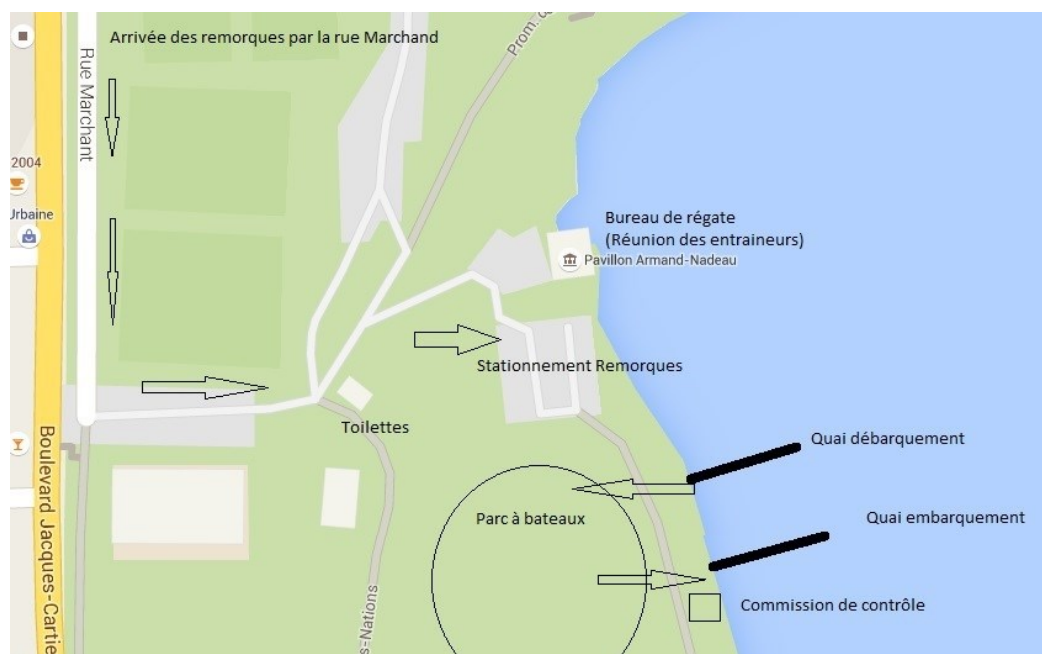 Arrivée des remorques par la rue Marchand
Rue Marchant
Prom.
2004
Urbaine
Bureau de régate
(Réunion des entraineurs)
Pavillon Armand-Nadeau
Stationnement Remorques
Toilettes
Quai débarquement
Parc à bateaux
Quai embarquement
Commission de contrôle
Boulevard Jacques-Cartie
s-Nations